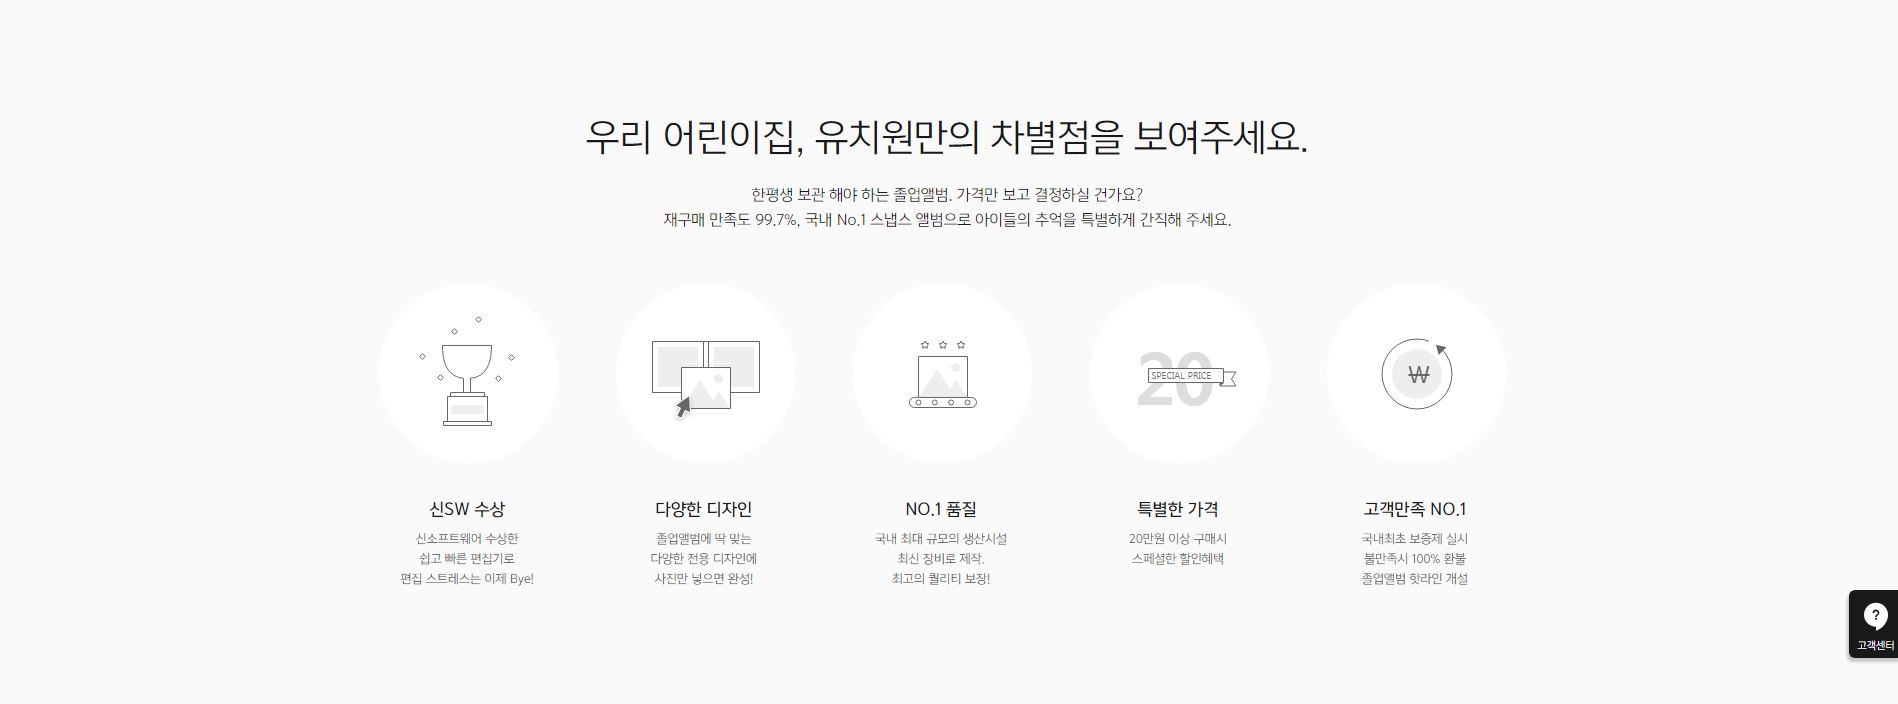 우리 어린이집, 유치원만의 차별점을 보여주세요.
한평생 보관 해야 하는 졸업앨범. 가격만 보고 결정하실 건가요?
재구매 만족도 99.7%, 국내 No.1 스냅스 앨범으로 아이들의 추억을 특별하게 간직해 주세요.
20
SPECIAL PRICE
₩
신SW 수상
신소프트웨어 수상한
쉽고 빠른 편집기로
편집 스트레스는 이제 Bye!
다양한 디자인
졸업앨범에 딱 맞는
다양한 전용 디자인에
사진만 넣으면 완성!
NO.1 품질
국내 최대 규모의 생산시설
최신 장비로 제작.
최고의 퀄리티 보장!
특별한 가격
20만원 이상 구매시
스페셜한 할인혜택
고객만족 NO.1
국내최초 보증제 실시
불만족시 100% 환불
졸업앨범 핫라인 개설
?
고객센터